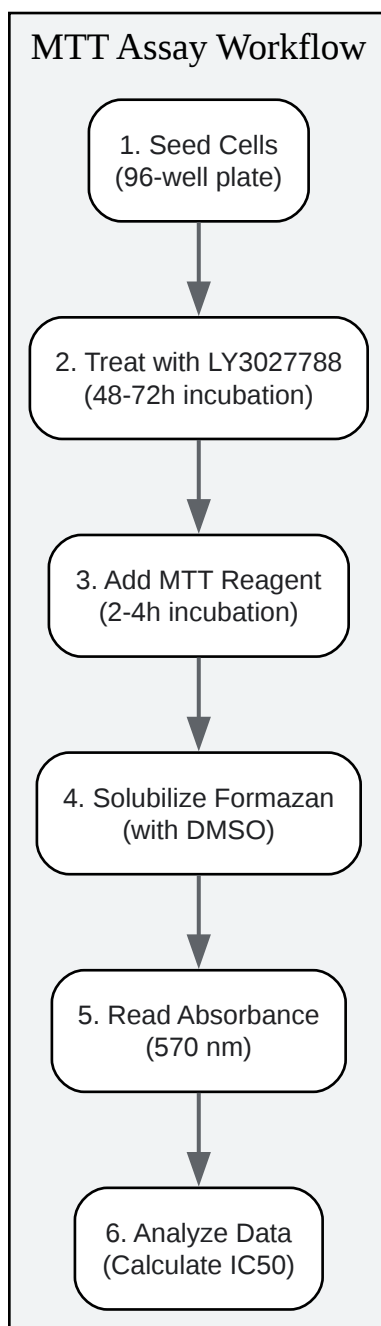 MTT Assay Workflow
1. Seed Cells
(96-well plate)
2. Treat with LY3027788
(48-72h incubation)
3. Add MTT Reagent
(2-4h incubation)
4. Solubilize Formazan
(with DMSO)
5. Read Absorbance
(570 nm)
6. Analyze Data
(Calculate IC50)